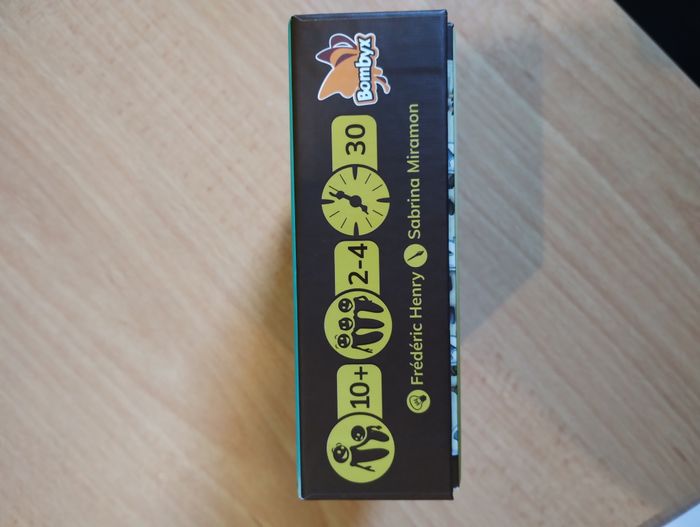 10+ 2-4 30 Bombyx
Frédéric Henry Sabrina Miramon